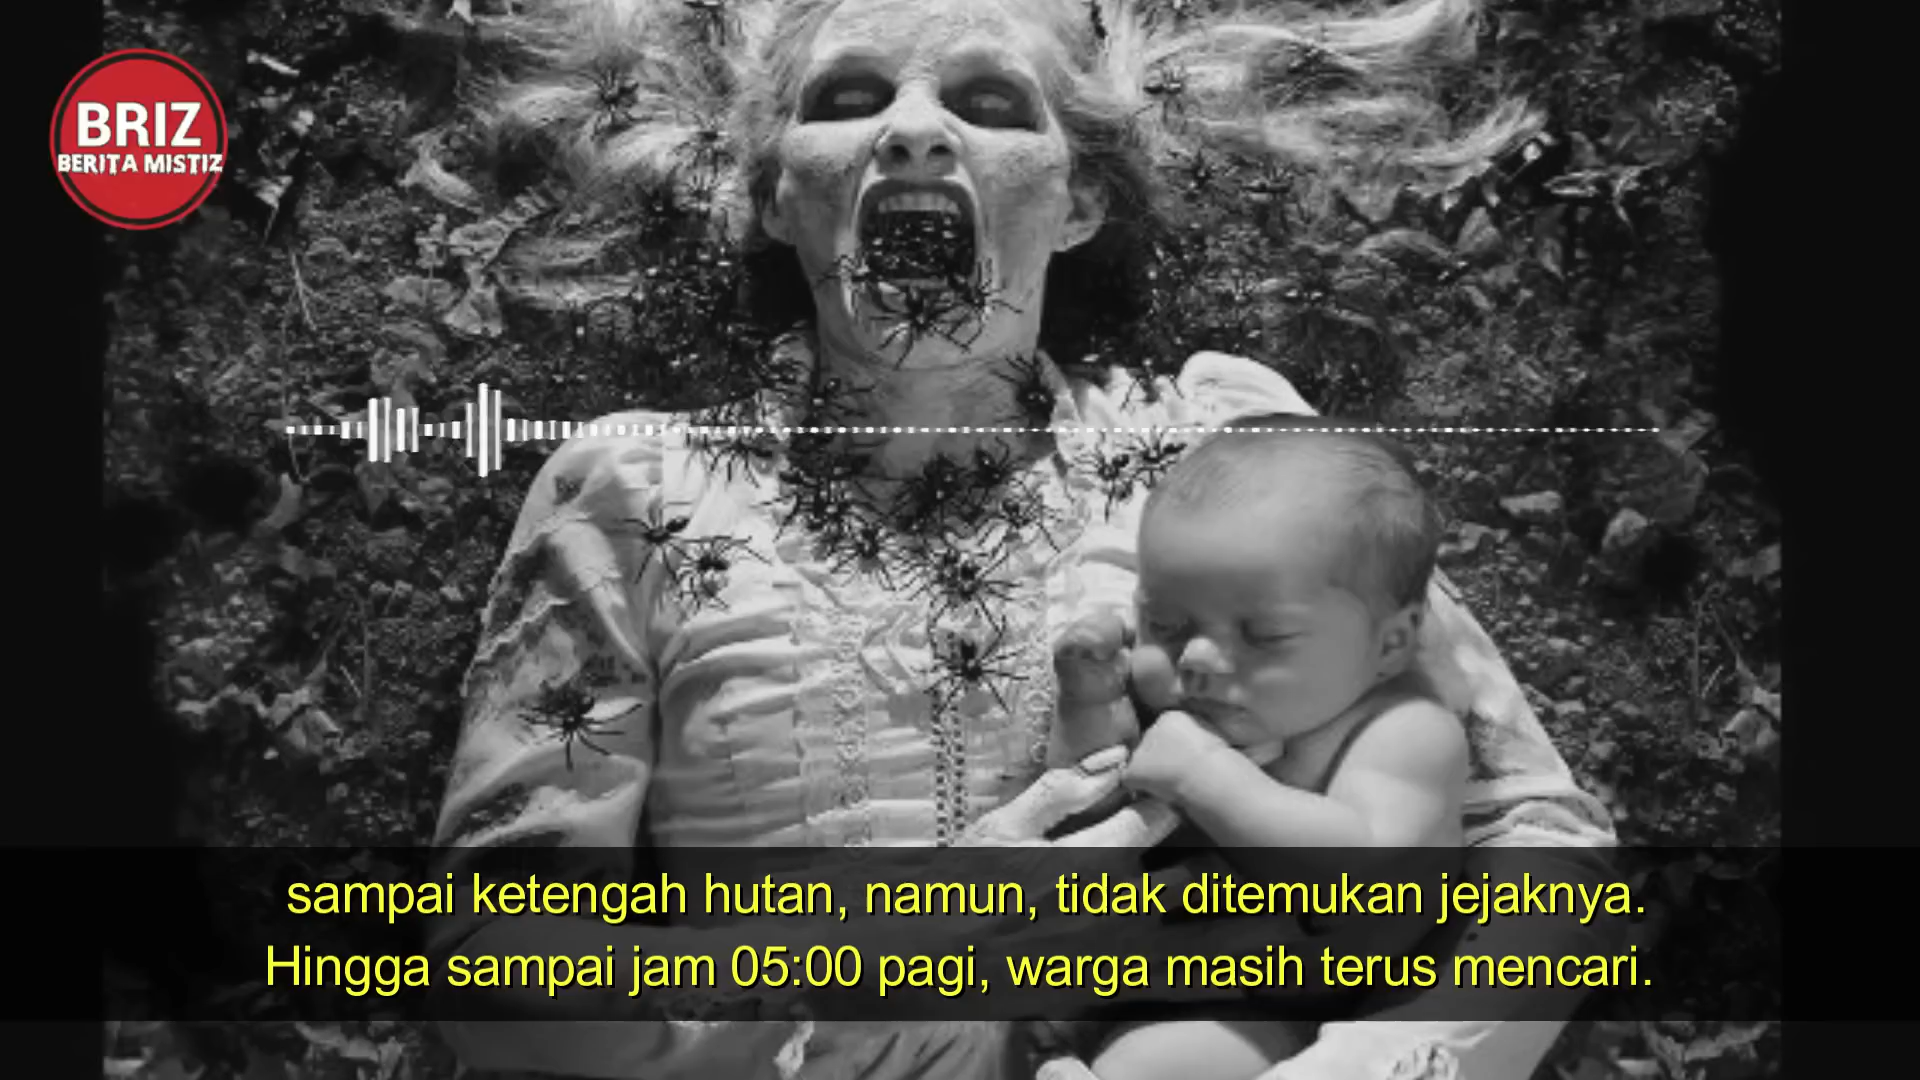 BRIZ
BERITA MISTIZ
sampai ketengah hutan, namun, tidak ditemukan jejaknya.
Hingga sampai jam 05:00 pagi, warga masih terus mencari.